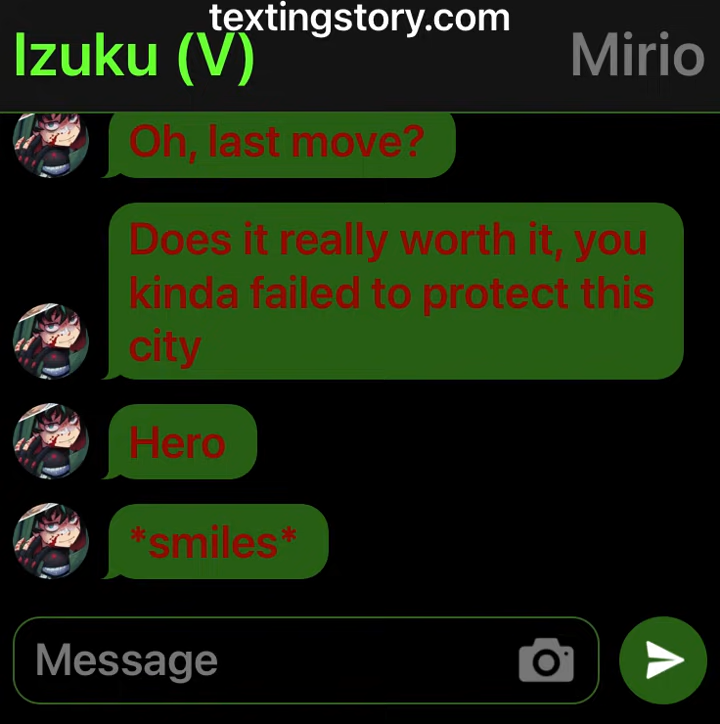 textingstory.com
Izuku (V)
Mirio
Oh, last move?
Does it really worth it, you
kinda failed to protect this
city
Hero
*smiles*
Message